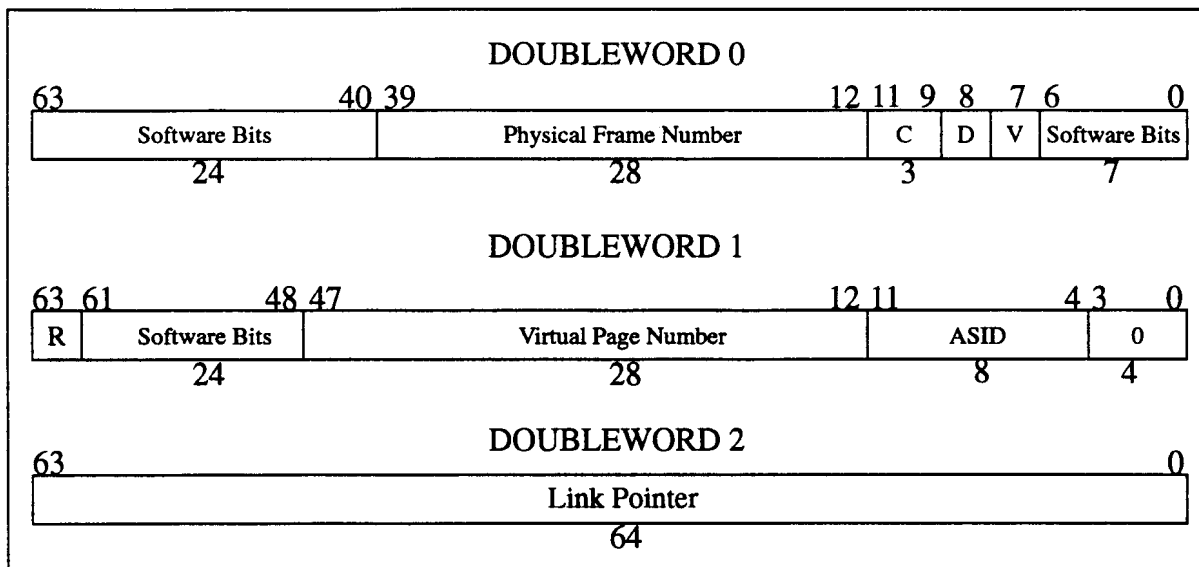 DOUBLEWORD 0
63 40 39 12 11 9 8 7 6 0
Software Bits Physical Frame Number C D V Software Bits
24 28 3 7
DOUBLEWORD 1
63 61 48 47 12 11 4 3 0
R Software Bits Virtual Page Number ASID 0
24 28 8 4
DOUBLEWORD 2
63 0
Link Pointer
64